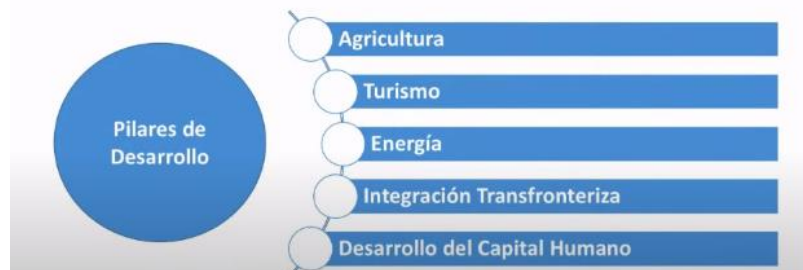 Pilares de
Desarrollo
Agricultura
Turismo
Energía
Integración Transfronteriza
Desarrollo del Capital Humano